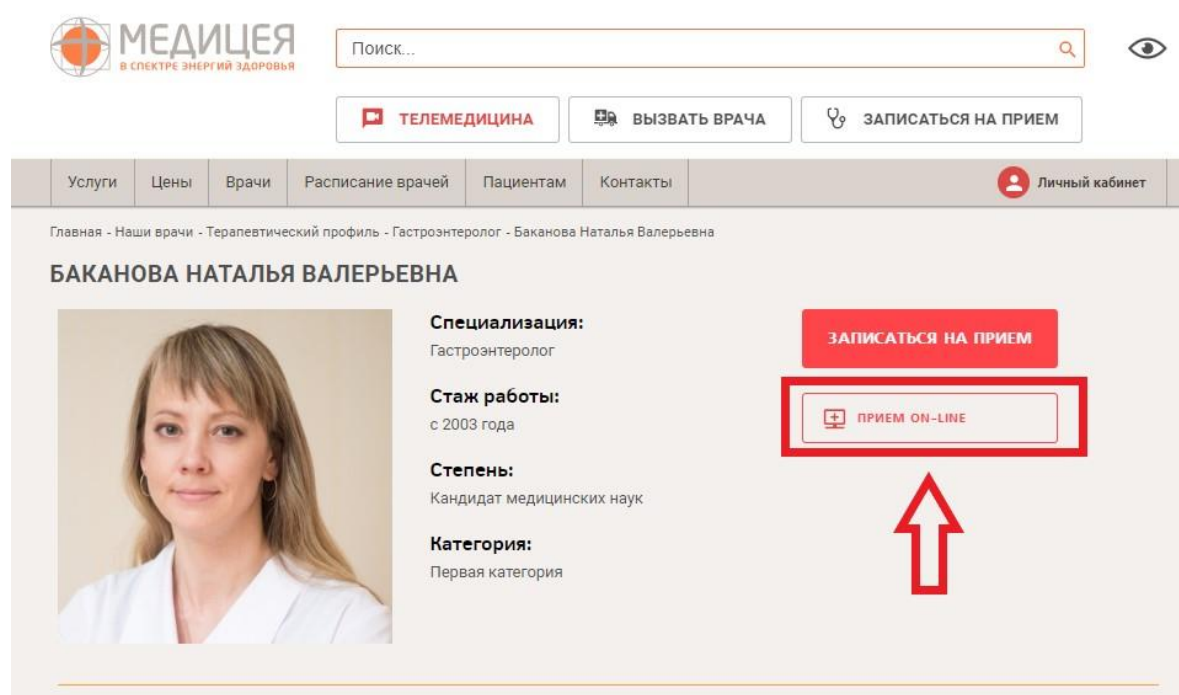 МЕДИЦЕЯ
В СПЕКТРЕ ЭНЕРГИЙ ЗДОРОВЬЯ
Поиск...
ТЕЛЕМЕДИЦИНА
ВЫЗВАТЬ ВРАЧА
ЗАПИСАТЬСЯ НА ПРИЕМ
Услуги
Цены
Врачи
Расписание врачей
Пациентам
Контакты
Личный кабинет
Главная - Наши врачи - Терапевтический профиль - Гастроэнтеролог - Баканова Наталья Валерьевна
БАКАНОВА НАТАЛЬЯ ВАЛЕРЬЕВНА
Специализация:
Гастроэнтеролог
Стаж работы:
с 2003 года
Степень:
Кандидат медицинских наук
Категория:
Первая категория
ЗАПИСАТЬСЯ НА ПРИЕМ
ПРИЕМ ON-LINE